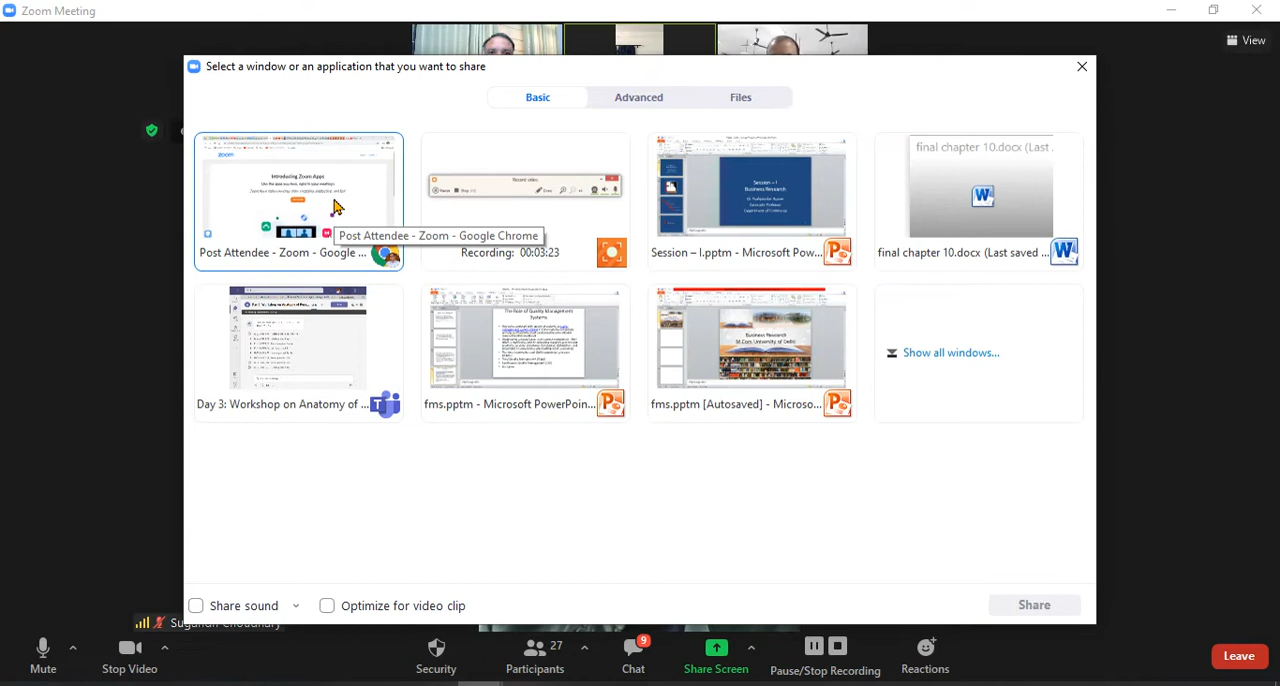 Zoom Meeting
View
Select a window or an application that you want to share
Basic
Advanced
Files
zoom
Introducing Zoom Apps
Post Attendee - Zoom - Google Chrome
Post Attendee - Zoom - Google ...
Record video
Recording: 00:03:23
Session – I
Business Research
Session – I.pptm - Microsoft Pow...
final chapter 10.docx (Last .
final chapter 10.docx (Last saved ...
Day 3: Workshop on Anatomy of ...
The Role of Quality Management
Systems
fms.pptm - Microsoft PowerPoin...
Business Research
M.Com, University of Delhi
fms.pptm [Autosaved] - Microso...
Show all windows...
Share sound
Optimize for video clip
Share
Mute
Stop Video
Security
Participants
27
Chat
9
Share Screen
Pause/Stop Recording
Reactions
Leave